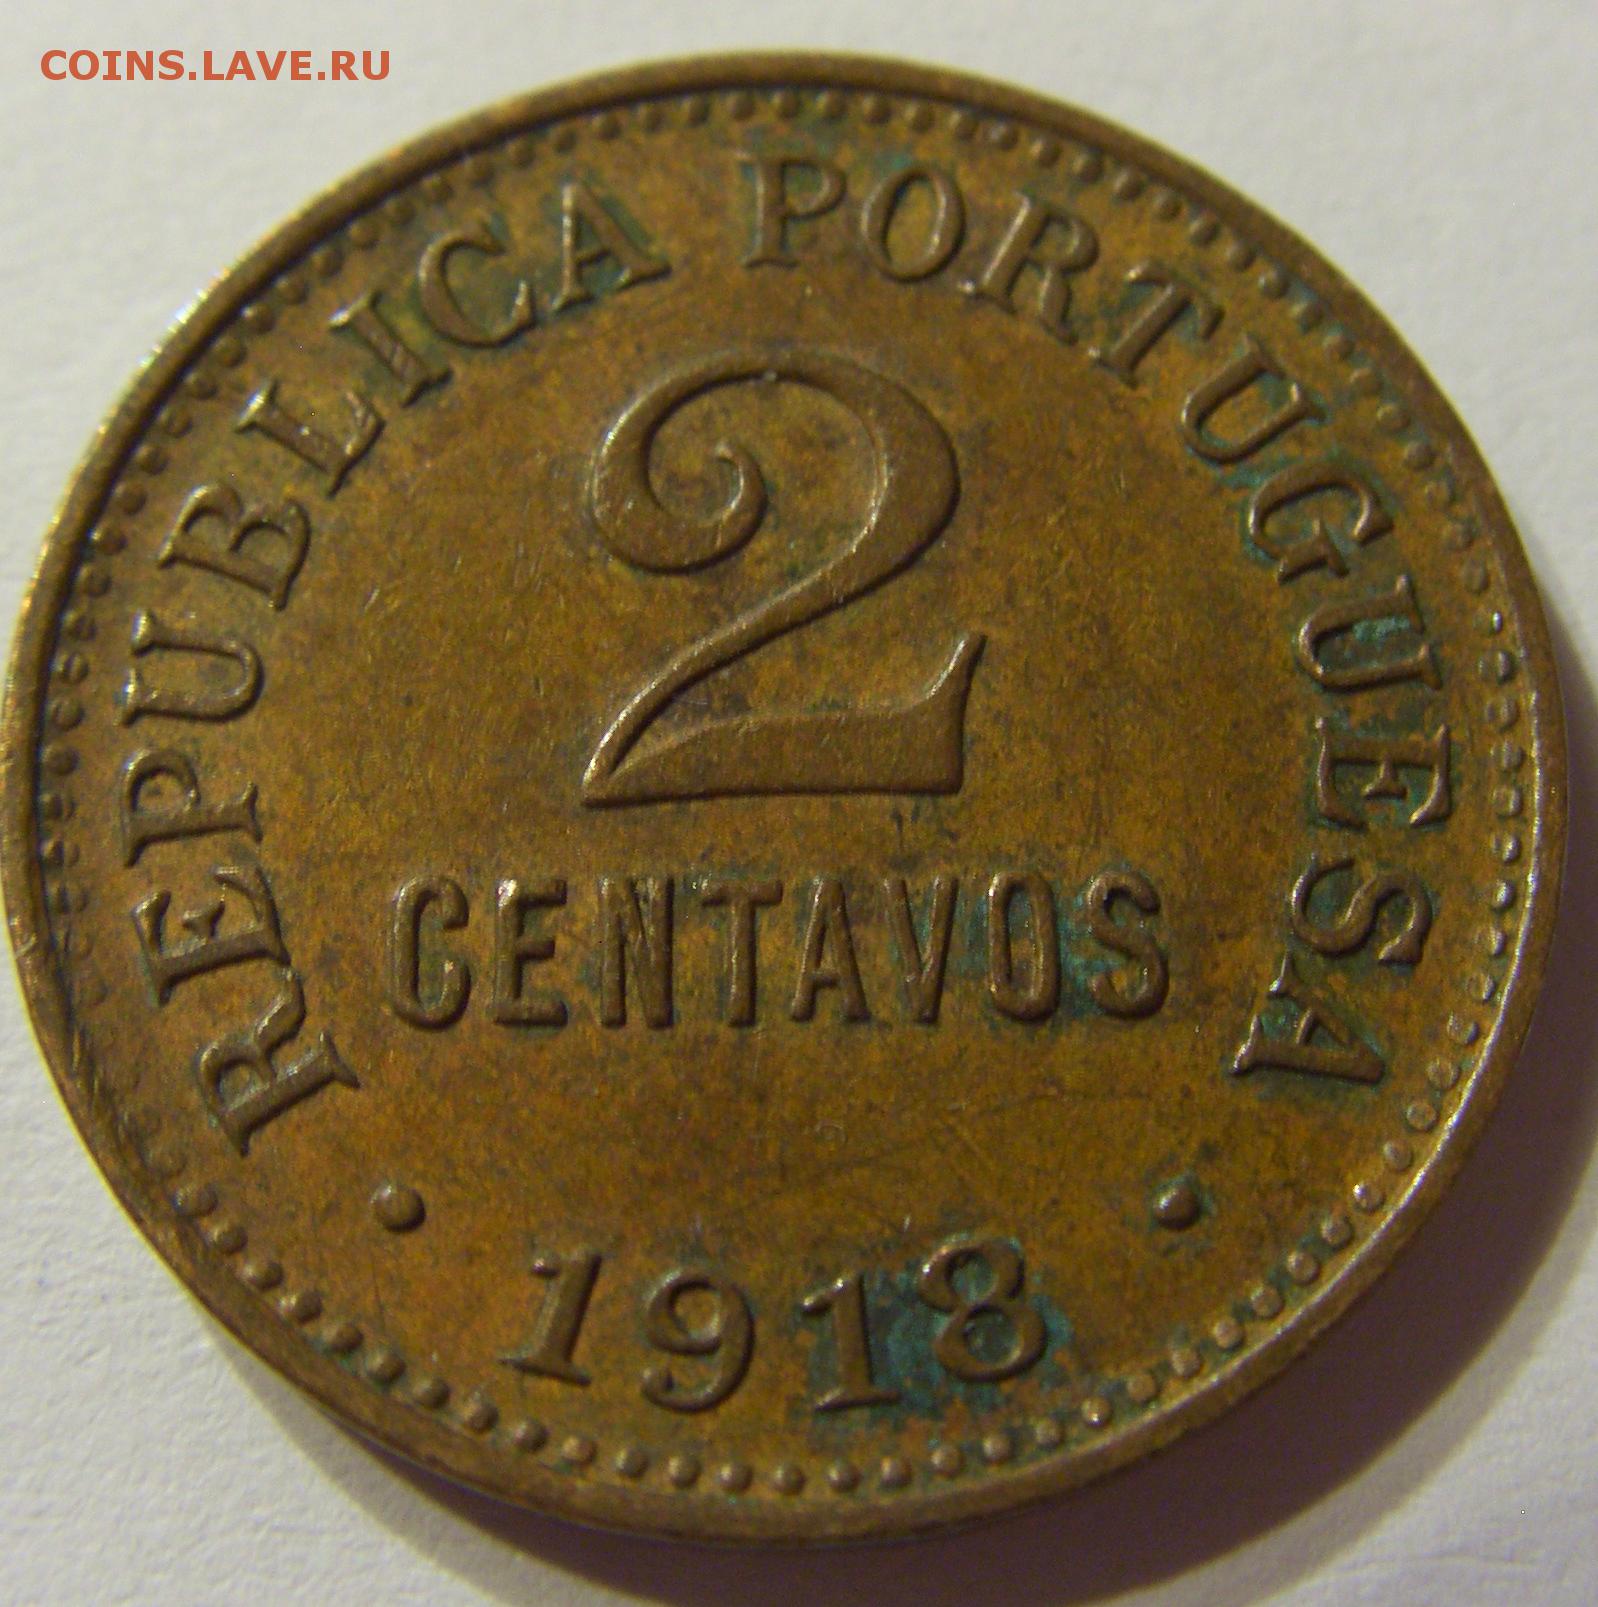 COINS.LAVE.RU
REPUBLICA PORTUGUESA
2
CENTAVOS
• 1918 •